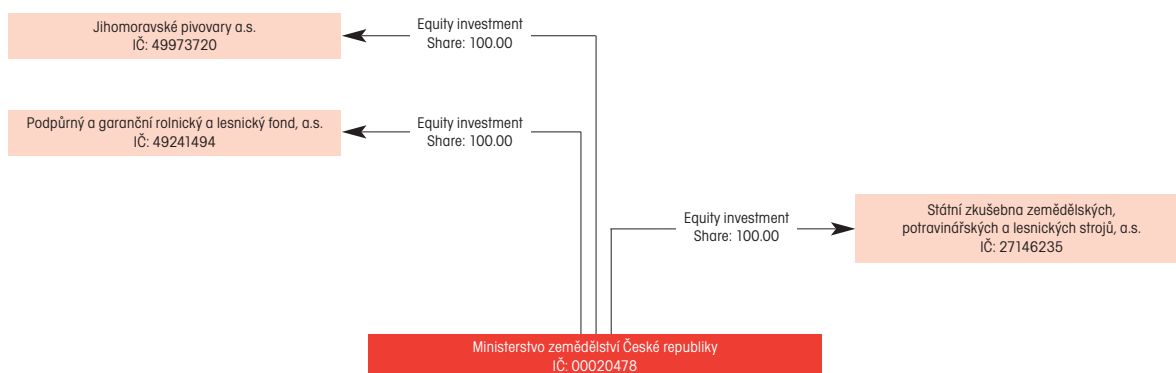 Jihomoravské pivovary a.s.
IČ: 49973720
Equity investment
Share: 100.00
Podpůrný a garanční rolnický a lesnický fond, a.s.
IČ: 49241494
Equity investment
Share: 100.00
Equity investment
Share: 100.00
Státní zkušebna zemědělských,
potravinářských a lesnických strojů, a.s.
IČ: 27146235
Ministerstvo zemědělství České republiky
IČ: 00020478